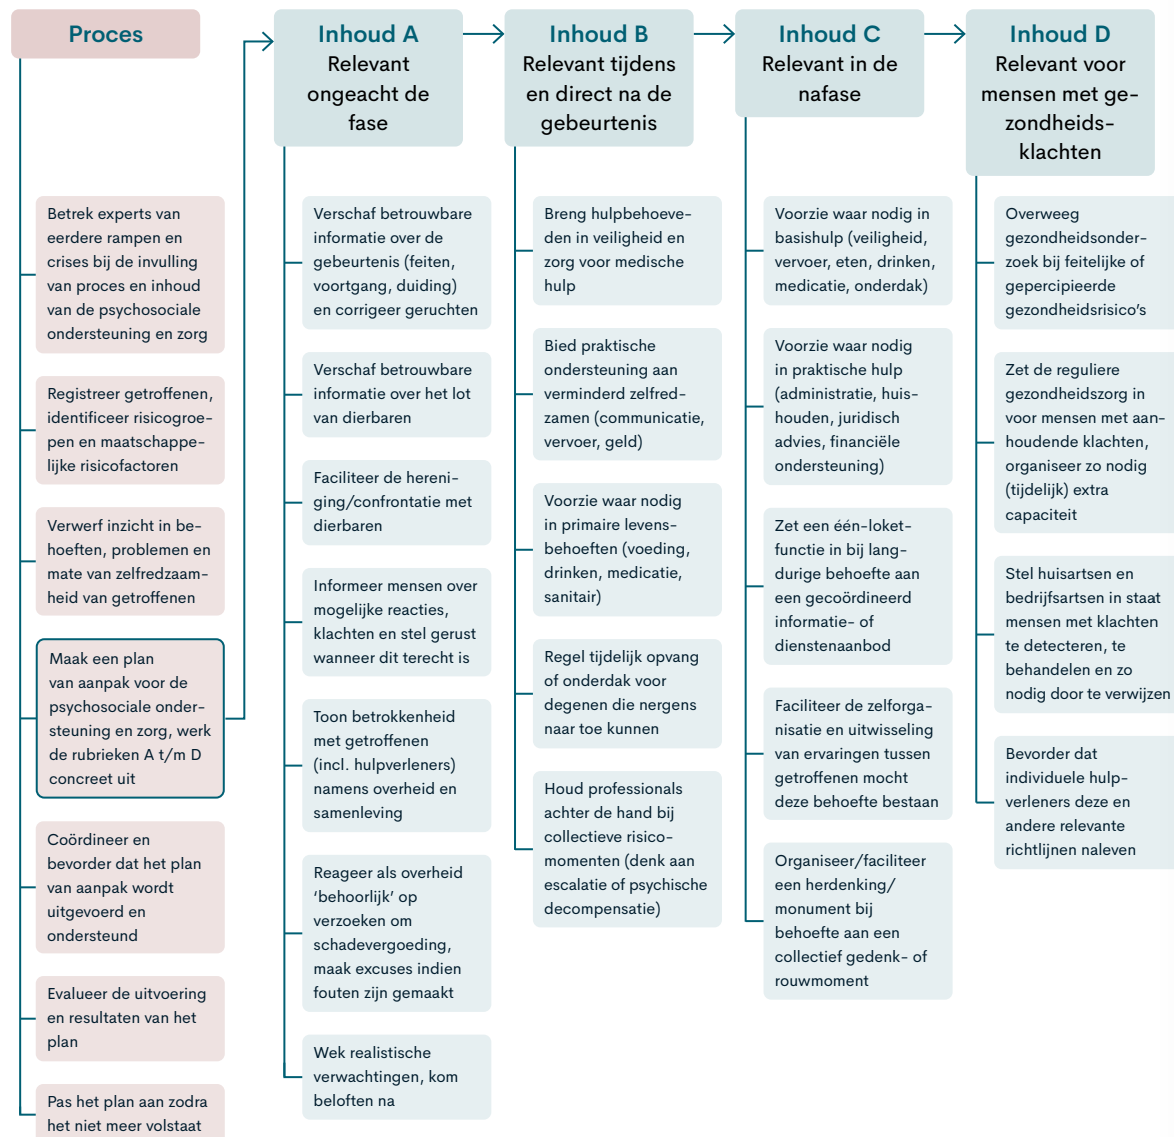 Proces
Betrek experts van
eerdere rampen en
crises bij de invulling
van proces en inhoud
van de psychosociale
ondersteuning en zorg
Registreer getroffenen,
identificeer risicogroe-
pen en maatschappe-
lijke risicofactoren
Verwerf inzicht in be-
hoeften, problemen en
mate van zelfredzaam-
heid van getroffenen
Maak een plan
van aanpak voor de
psychosociale onder-
steuning en zorg, werk
de rubrieken A t/m D
concreet uit
Coördineer en
bevorder dat het plan
van aanpak wordt
uitgevoerd en
ondersteund
Evalueer de uitvoering
en resultaten van het
plan
Pas het plan aan zodra
het niet meer volstaat
Inhoud A
Relevant
ongeacht de
fase
Verschaf betrouwbare
informatie over de
gebeurtenis (feiten,
voortgang, duiding)
en corrigeer geruchten
Verschaf betrouwbare
informatie over het lot
van dierbaren
Faciliteer de hereni-
ging/confrontatie met
dierbaren
Informeer mensen over
mogelijke reacties,
klachten en stel gerust
wanneer dit terecht is
Toon betrokkenheid
met getroffenen
(incl. hulpverleners)
namens overheid en
samenleving
Reageer als overheid
‘behoorlijk’ op
verzoeken om
schadevergoeding,
maak excuses indien
fouten zijn gemaakt
Wek realistische
verwachtingen, kom
beloften na
Inhoud B
Relevant tijdens
en direct na de
gebeurtenis
Breng hulpbehoeve-
den in veiligheid en
zorg voor medische
hulp
Bied praktische
ondersteuning aan
verminderd zelfred-
zamen (communicatie,
vervoer, geld)
Voorzie waar nodig
in primaire levens-
behoeften (voeding,
drinken, medicatie,
sanitair)
Regel tijdelijk opvang
of onderdak voor
degenen die nergens
naar toe kunnen
Houd professionals
achter de hand bij
collectieve risico-
momenten (denk aan
escalatie of psychische
decompensatie)
Inhoud C
Relevant in de
nafase
Voorzie waar nodig in
basishulp (veiligheid,
vervoer, eten, drinken,
medicatie, onderdak)
Voorzie waar nodig
in praktische hulp
(administratie, huis-
houden, juridisch
advies, financiële
ondersteuning)
Zet een één-loket-
functie in bij lang-
durige behoefte aan
een gecoördineerd
informatie- of
dienstenaanbod
Faciliteer de zelforga-
nisatie en uitwisseling
van ervaringen tussen
getroffenen mocht
deze behoefte bestaan
Organiseer/faciliteer
een herdenking/
monument bij
behoefte aan een
collectief gedenk- of
rouwmoment
Inhoud D
Relevant voor
mensen met ge-
zondheids-
klachten
Overweeg
gezondheidsonder-
zoek bij feitelijke of
gepercipieerde
gezondheidsrisico’s
Zet de reguliere
gezondheidszorg in
voor mensen met aan-
houdende klachten,
organiseer zo nodig
(tijdelijk) extra
capaciteit
Stel huisartsen en
bedrijfsartsen in staat
mensen met klachten
te detecteren, te
behandelen en zo
nodig door te verwijzen
Bevorder dat
individuele hulp-
verleners deze en
andere relevante
richtlijnen naleven